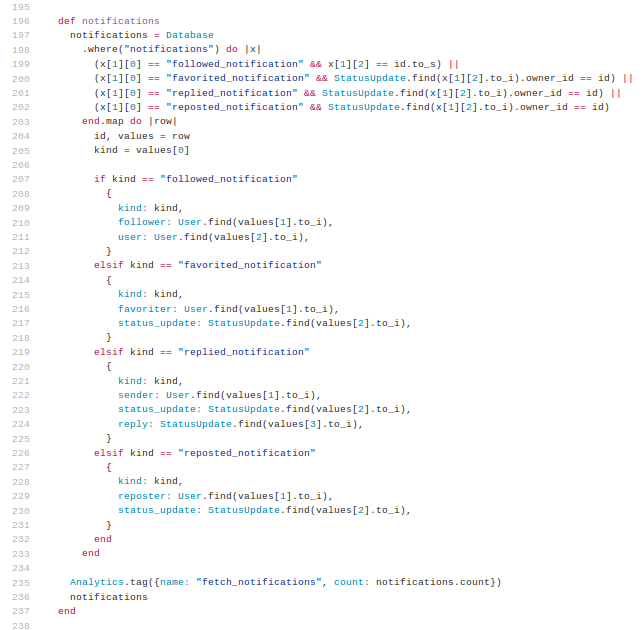 195
196 def notifications
197 notifications = Database
198 .where("notifications") do |x|
199 (x[1][0] == "followed_notification" && x[1][2] == id.to_s) ||
200 (x[1][0] == "favorited_notification" && StatusUpdate.find(x[1][2].to_i).owner_id == id) ||
201 (x[1][0] == "replied_notification" && StatusUpdate.find(x[1][2].to_i).owner_id == id) ||
202 (x[1][0] == "reposted_notification" && StatusUpdate.find(x[1][2].to_i).owner_id == id)
203 end.map do |row|
204 id, values = row
205 kind = values[0]
206
207 if kind == "followed_notification"
208 {
209 kind: kind,
210 follower: User.find(values[1].to_i),
211 user: User.find(values[2].to_i),
212 }
213 elsif kind == "favorited_notification"
214 {
215 kind: kind,
216 favoriter: User.find(values[1].to_i),
217 status_update: StatusUpdate.find(values[2].to_i),
218 }
219 elsif kind == "replied_notification"
220 {
221 kind: kind,
222 sender: User.find(values[1].to_i),
223 status_update: StatusUpdate.find(values[2].to_i),
224 reply: StatusUpdate.find(values[3].to_i),
225 }
226 elsif kind == "reposted_notification"
227 {
228 kind: kind,
229 reposter: User.find(values[1].to_i),
230 status_update: StatusUpdate.find(values[2].to_i),
231 }
232 end
233 end
234
235 Analytics.tag({name: "fetch_notifications", count: notifications.count})
236 notifications
237 end
238